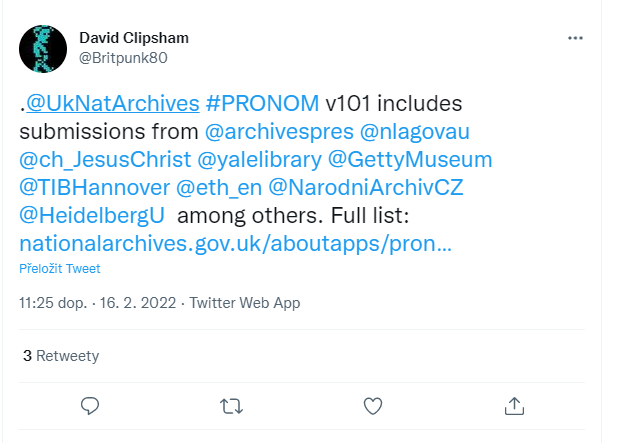 David Clipsham
@Britpunk80
.@UkNatArchives #PRONOM v101 includes
submissions from @archivespres @nlagovau
@ch_JesusChrist @yalelibrary @GettyMuseum
@TIBHannover @eth_en @NarodniArchivCZ
@HeidelbergU  among others. Full list:
nationalarchives.gov.uk/aboutapps/pron...
Přeložit Tweet
11:25 dop. · 16. 2. 2022 · Twitter Web App
3 Retweety